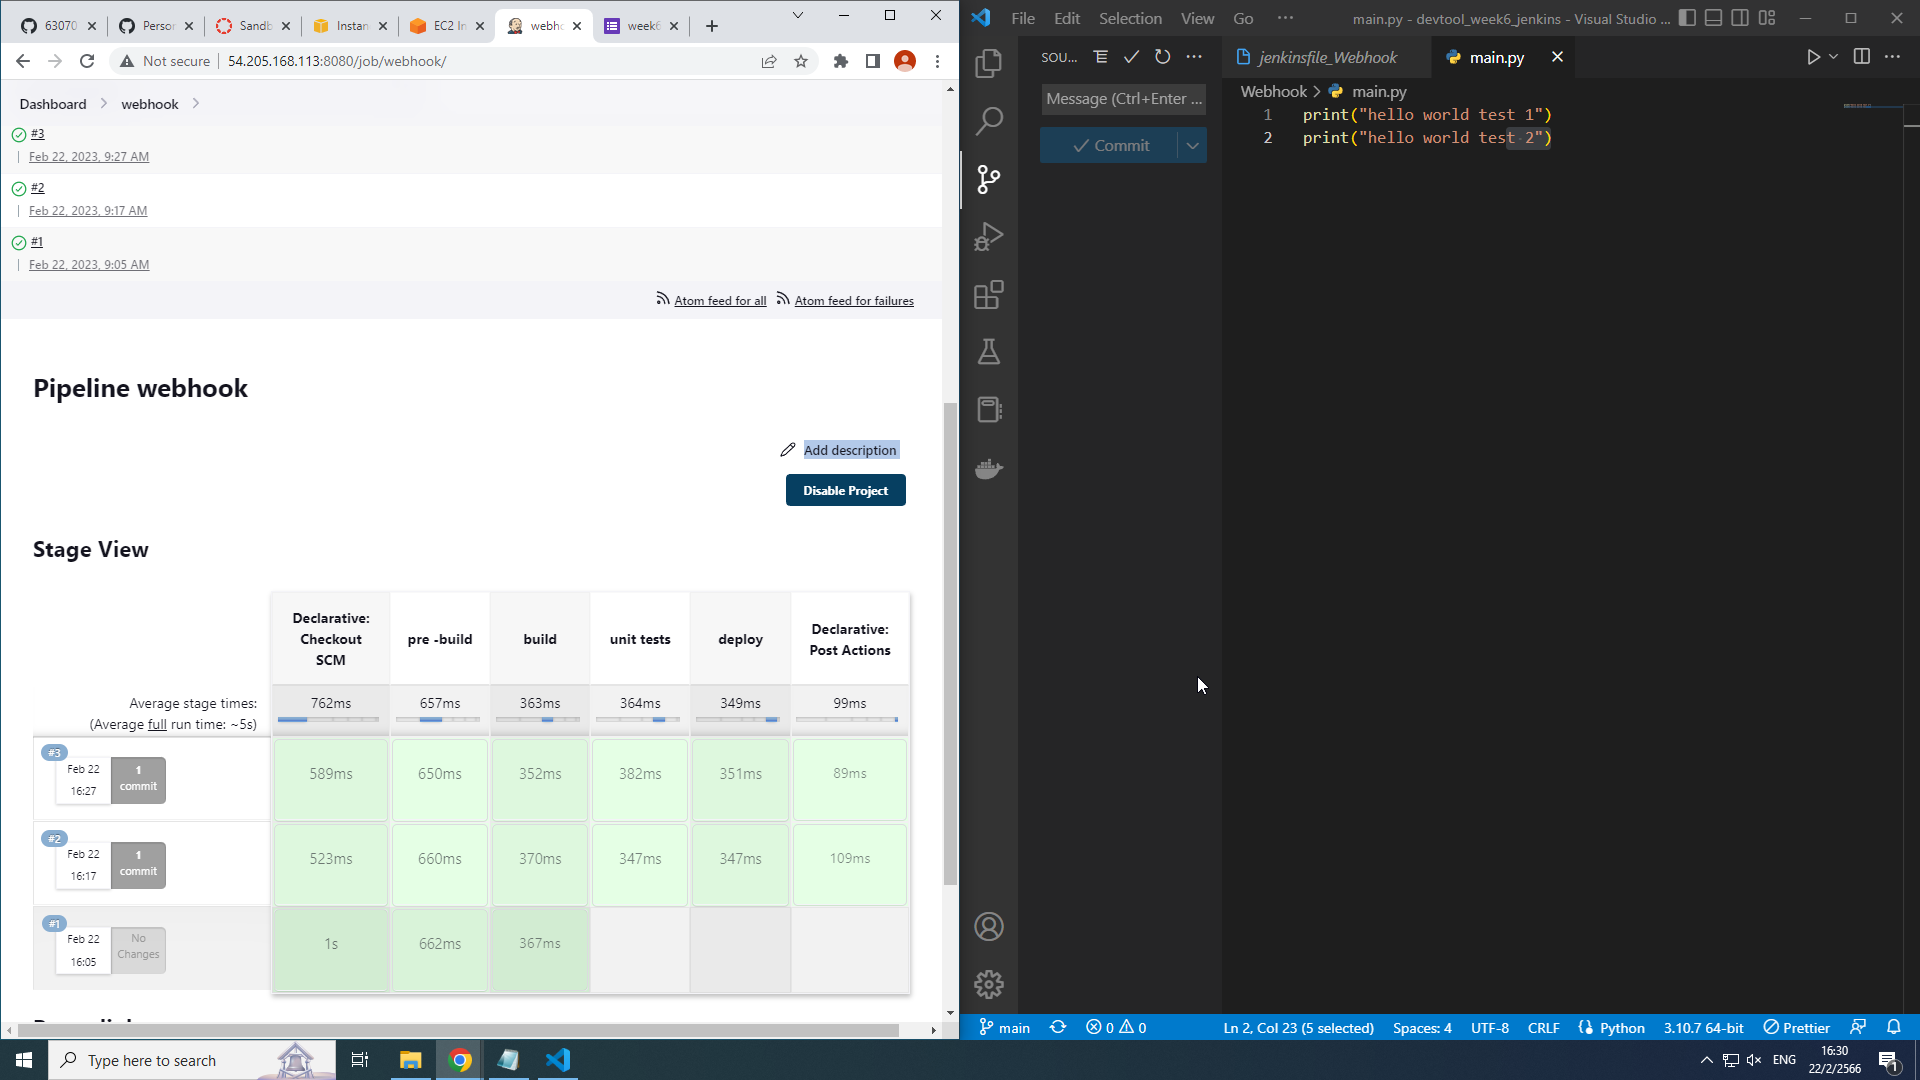 63070
Person
Sandb
Instan
EC2 In
webho
week6
Not secure
54.205.168.113:8080/job/webhook/
Dashboard
webhook
#3
Feb 22, 2023, 9:27 AM
#2
Feb 22, 2023, 9:17 AM
#1
Feb 22, 2023, 9:05 AM
Atom feed for all
Atom feed for failures
Pipeline webhook
Add description
Disable Project
Stage View
Declarative: Checkout SCM
pre -build
build
unit tests
deploy
Declarative: Post Actions
Average stage times:
762ms
657ms
363ms
364ms
349ms
99ms
(Average full run time: ~5s)
#3
Feb 22
16:27
1
commit
589ms
650ms
352ms
382ms
351ms
89ms
#2
Feb 22
16:17
1
commit
523ms
660ms
370ms
347ms
347ms
109ms
#1
Feb 22
16:05
No
Changes
1s
662ms
367ms
File
Edit
Selection
View
Go
main.py - devtool_week6_jenkins - Visual Studio ...
SOU...
jenkinsfile_Webhook
main.py
Message (Ctrl+Enter ...
Commit
Webhook
main.py
1 print("hello world test 1")
2 print("hello world test 2")
main
0
0
Ln 2, Col 23 (5 selected)
Spaces: 4
UTF-8
CRLF
Python
3.10.7 64-bit
Prettier
Type here to search
ENG
16:30
22/2/2566
1